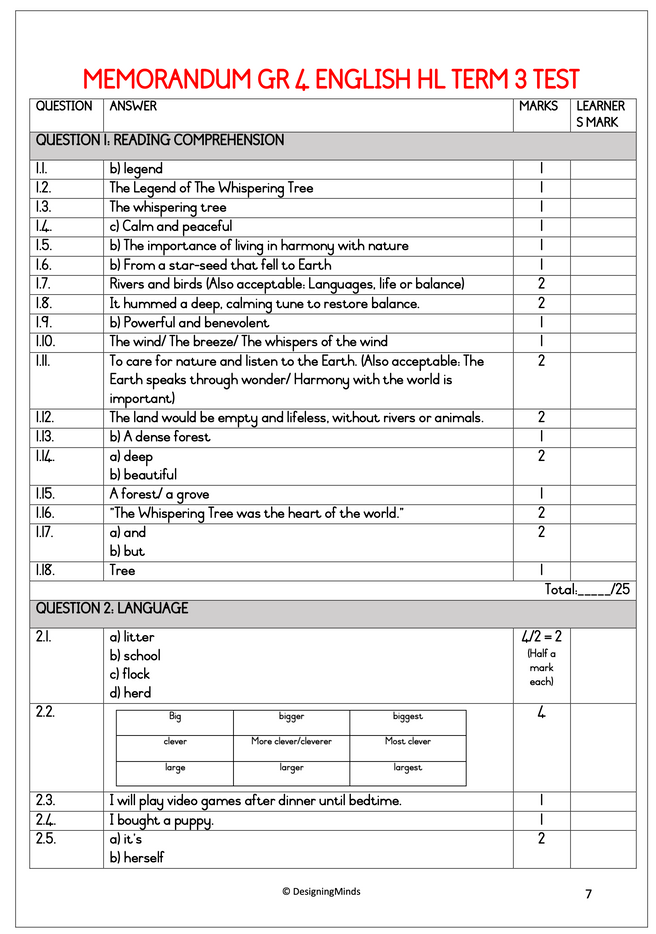 MEMORANDUM GR 4 ENGLISH HL TERM 3 TEST
QUESTION ANSWER MARKS LEARNER
S MARK
QUESTION 1: READING COMPREHENSION
1.1. b) legend 1
1.2. The Legend of The Whispering Tree 1
1.3. The whispering tree 1
1.4. c) Calm and peaceful 1
1.5. b) The importance of living in harmony with nature 1
1.6. b) From a star-seed that fell to Earth 1
1.7. Rivers and birds (Also acceptable: Languages, life or balance) 2
1.8. It hummed a deep, calming tune to restore balance. 2
1.9. b) Powerful and benevolent 1
1.10. The wind/ The breeze/ The whispers of the wind 1
1.11. To care for nature and listen to the Earth. (Also acceptable: The 2
Earth speaks through wonder/ Harmony with the world is
important)
1.12. The land would be empty and lifeless, without rivers or animals. 2
1.13. b) A dense forest 1
1.14. a) deep 2
b) beautiful
1.15. A forest/ a grove 1
1.16. "The Whispering Tree was the heart of the world." 2
1.17. a) and 2
b) but
1.18. Tree 1
Total:_____/25
QUESTION 2: LANGUAGE
2.1. a) litter 4/2 = 2
b) school (Half a
c) flock mark
d) herd each)
2.2. 4
Big bigger biggest
clever More clever/cleverer Most clever
large larger largest
2.3. I will play video games after dinner until bedtime. 1
2.4. I bought a puppy. 1
2.5. a) it's 2
b) herself
© DesigningMinds 7